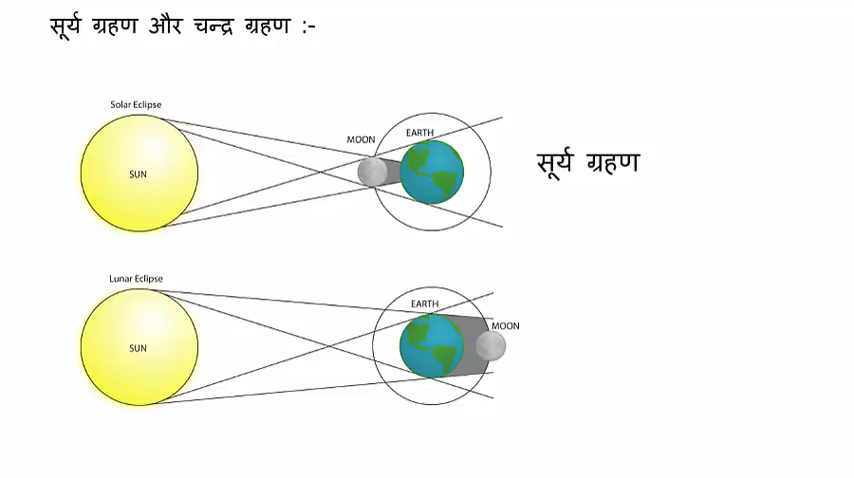 सूर्य ग्रहण और चन्द्र ग्रहण :-
Solar Eclipse
MOON
EARTH
SUN
सूर्य ग्रहण
Lunar Eclipse
EARTH
MOON
SUN